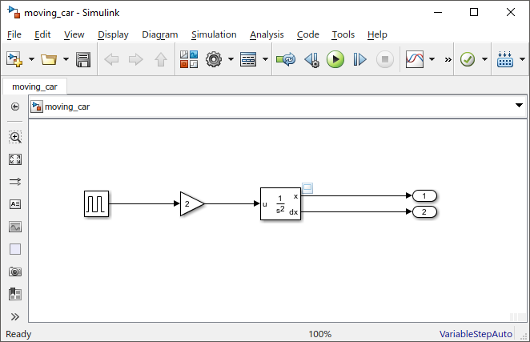 moving_car - Simulink
File Edit View Display Diagram Simulation Analysis Code Tools Help
moving_car
moving_car
2
u
1
s2
x
dx
1
2
Ready 100% VariableStepAuto